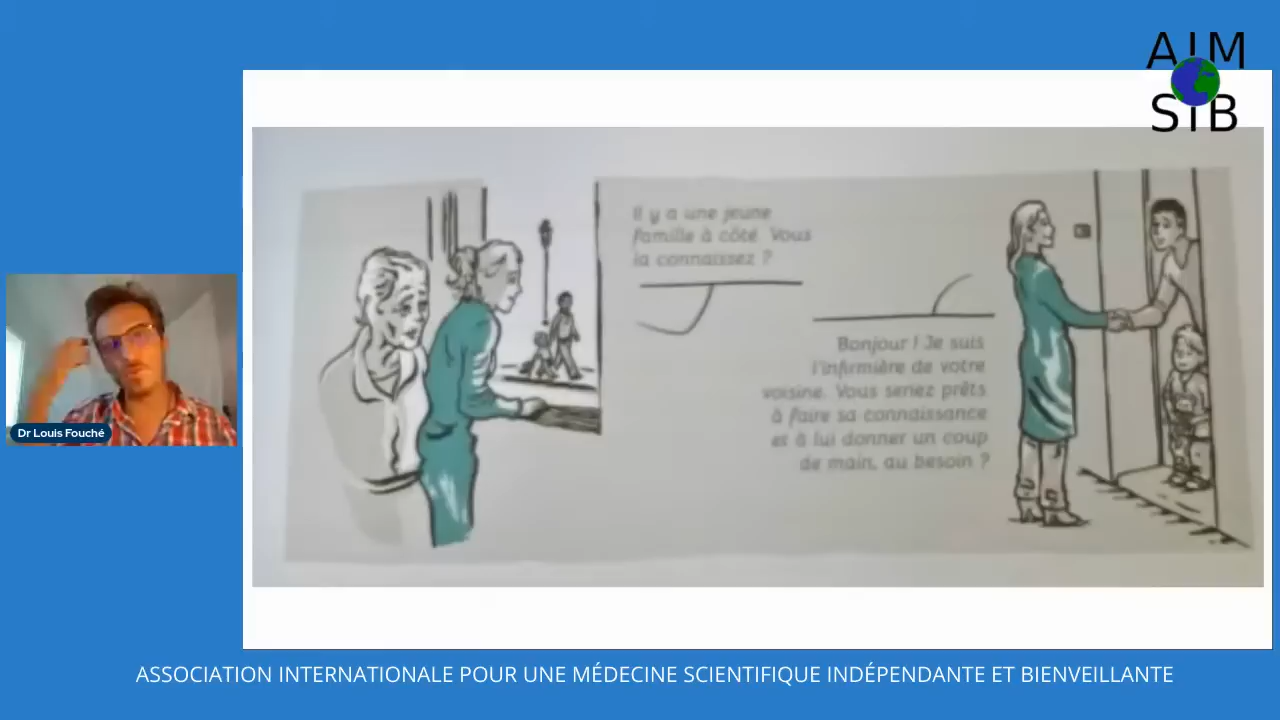 AIM
SIB
Il y a une jeune
famille à côté. Vous
la connaissez ?
Bonjour ! Je suis
l'infirmière de votre
voisine. Vous seriez prêts
à faire sa connaissance
et à lui donner un coup
de main, au besoin ?
Dr Louis Fouché
ASSOCIATION INTERNATIONALE POUR UNE MÉDECINE SCIENTIFIQUE INDÉPENDANTE ET BIENVEILLANTE